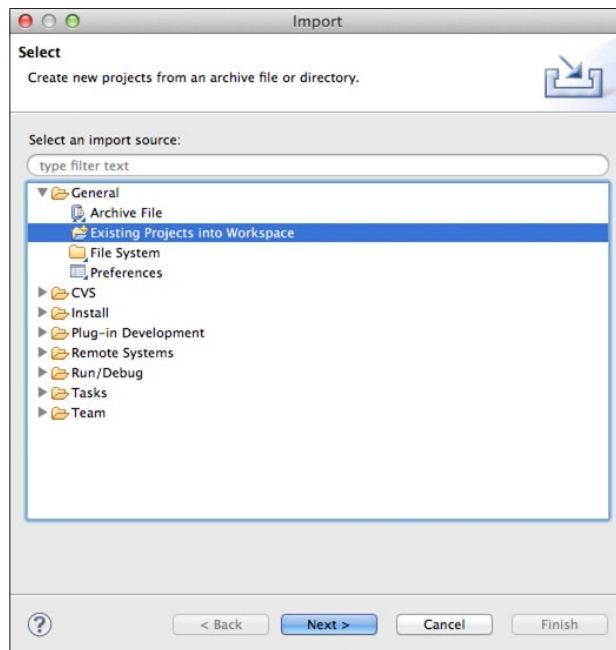 Import
Select
Create new projects from an archive file or directory.
Select an import source:
type filter text
General
Archive File
Existing Projects into Workspace
File System
Preferences
CVS
Install
Plug-in Development
Remote Systems
Run/Debug
Tasks
Team
?
< Back
Next >
Cancel
Finish